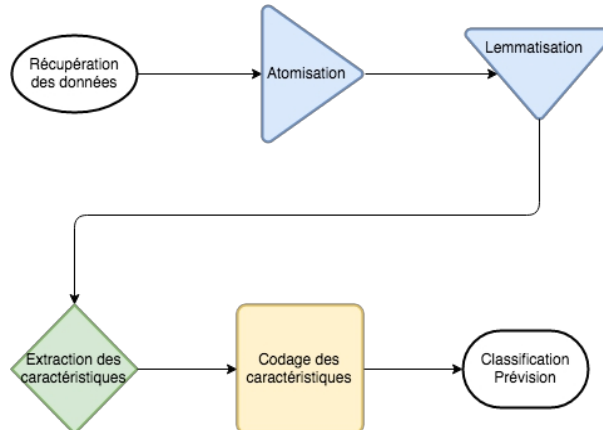 Récupération
des données
Atomisation
Lemmatisation
Extraction des
caractéristiques
Codage des
caractéristiques
Classification
Prévision